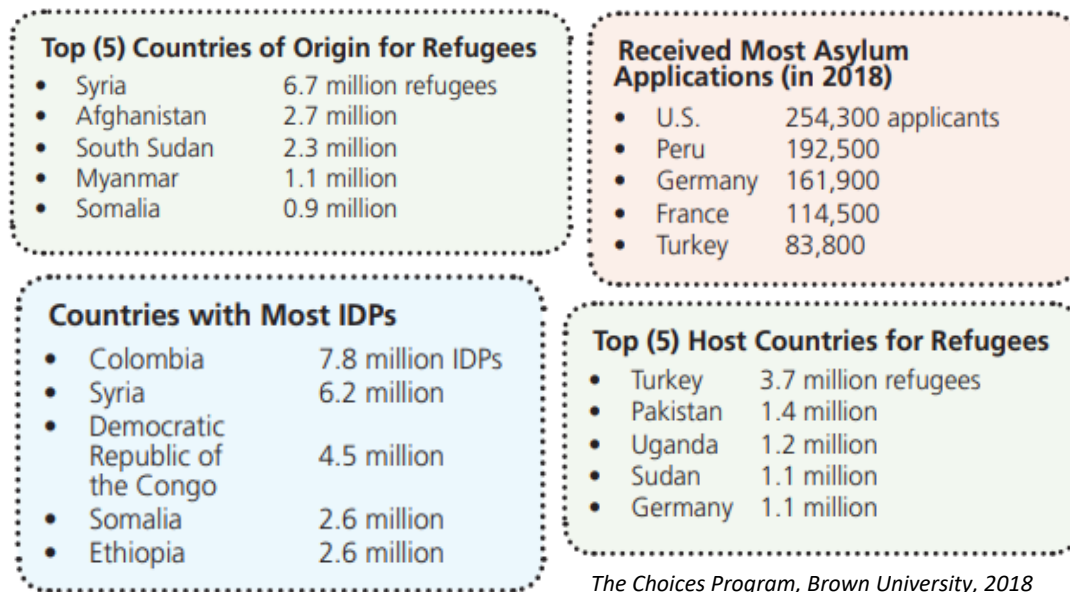 Top (5) Countries of Origin for Refugees
• Syria 6.7 million refugees
• Afghanistan 2.7 million
• South Sudan 2.3 million
• Myanmar 1.1 million
• Somalia 0.9 million
Received Most Asylum
Applications (in 2018)
• U.S. 254,300 applicants
• Peru 192,500
• Germany 161,900
• France 114,500
• Turkey 83,800
Countries with Most IDPs
• Colombia 7.8 million IDPs
• Syria 6.2 million
• Democratic
Republic of 4.5 million
the Congo
• Somalia 2.6 million
• Ethiopia 2.6 million
Top (5) Host Countries for Refugees
• Turkey 3.7 million refugees
• Pakistan 1.4 million
• Uganda 1.2 million
• Sudan 1.1 million
• Germany 1.1 million
The Choices Program, Brown University, 2018